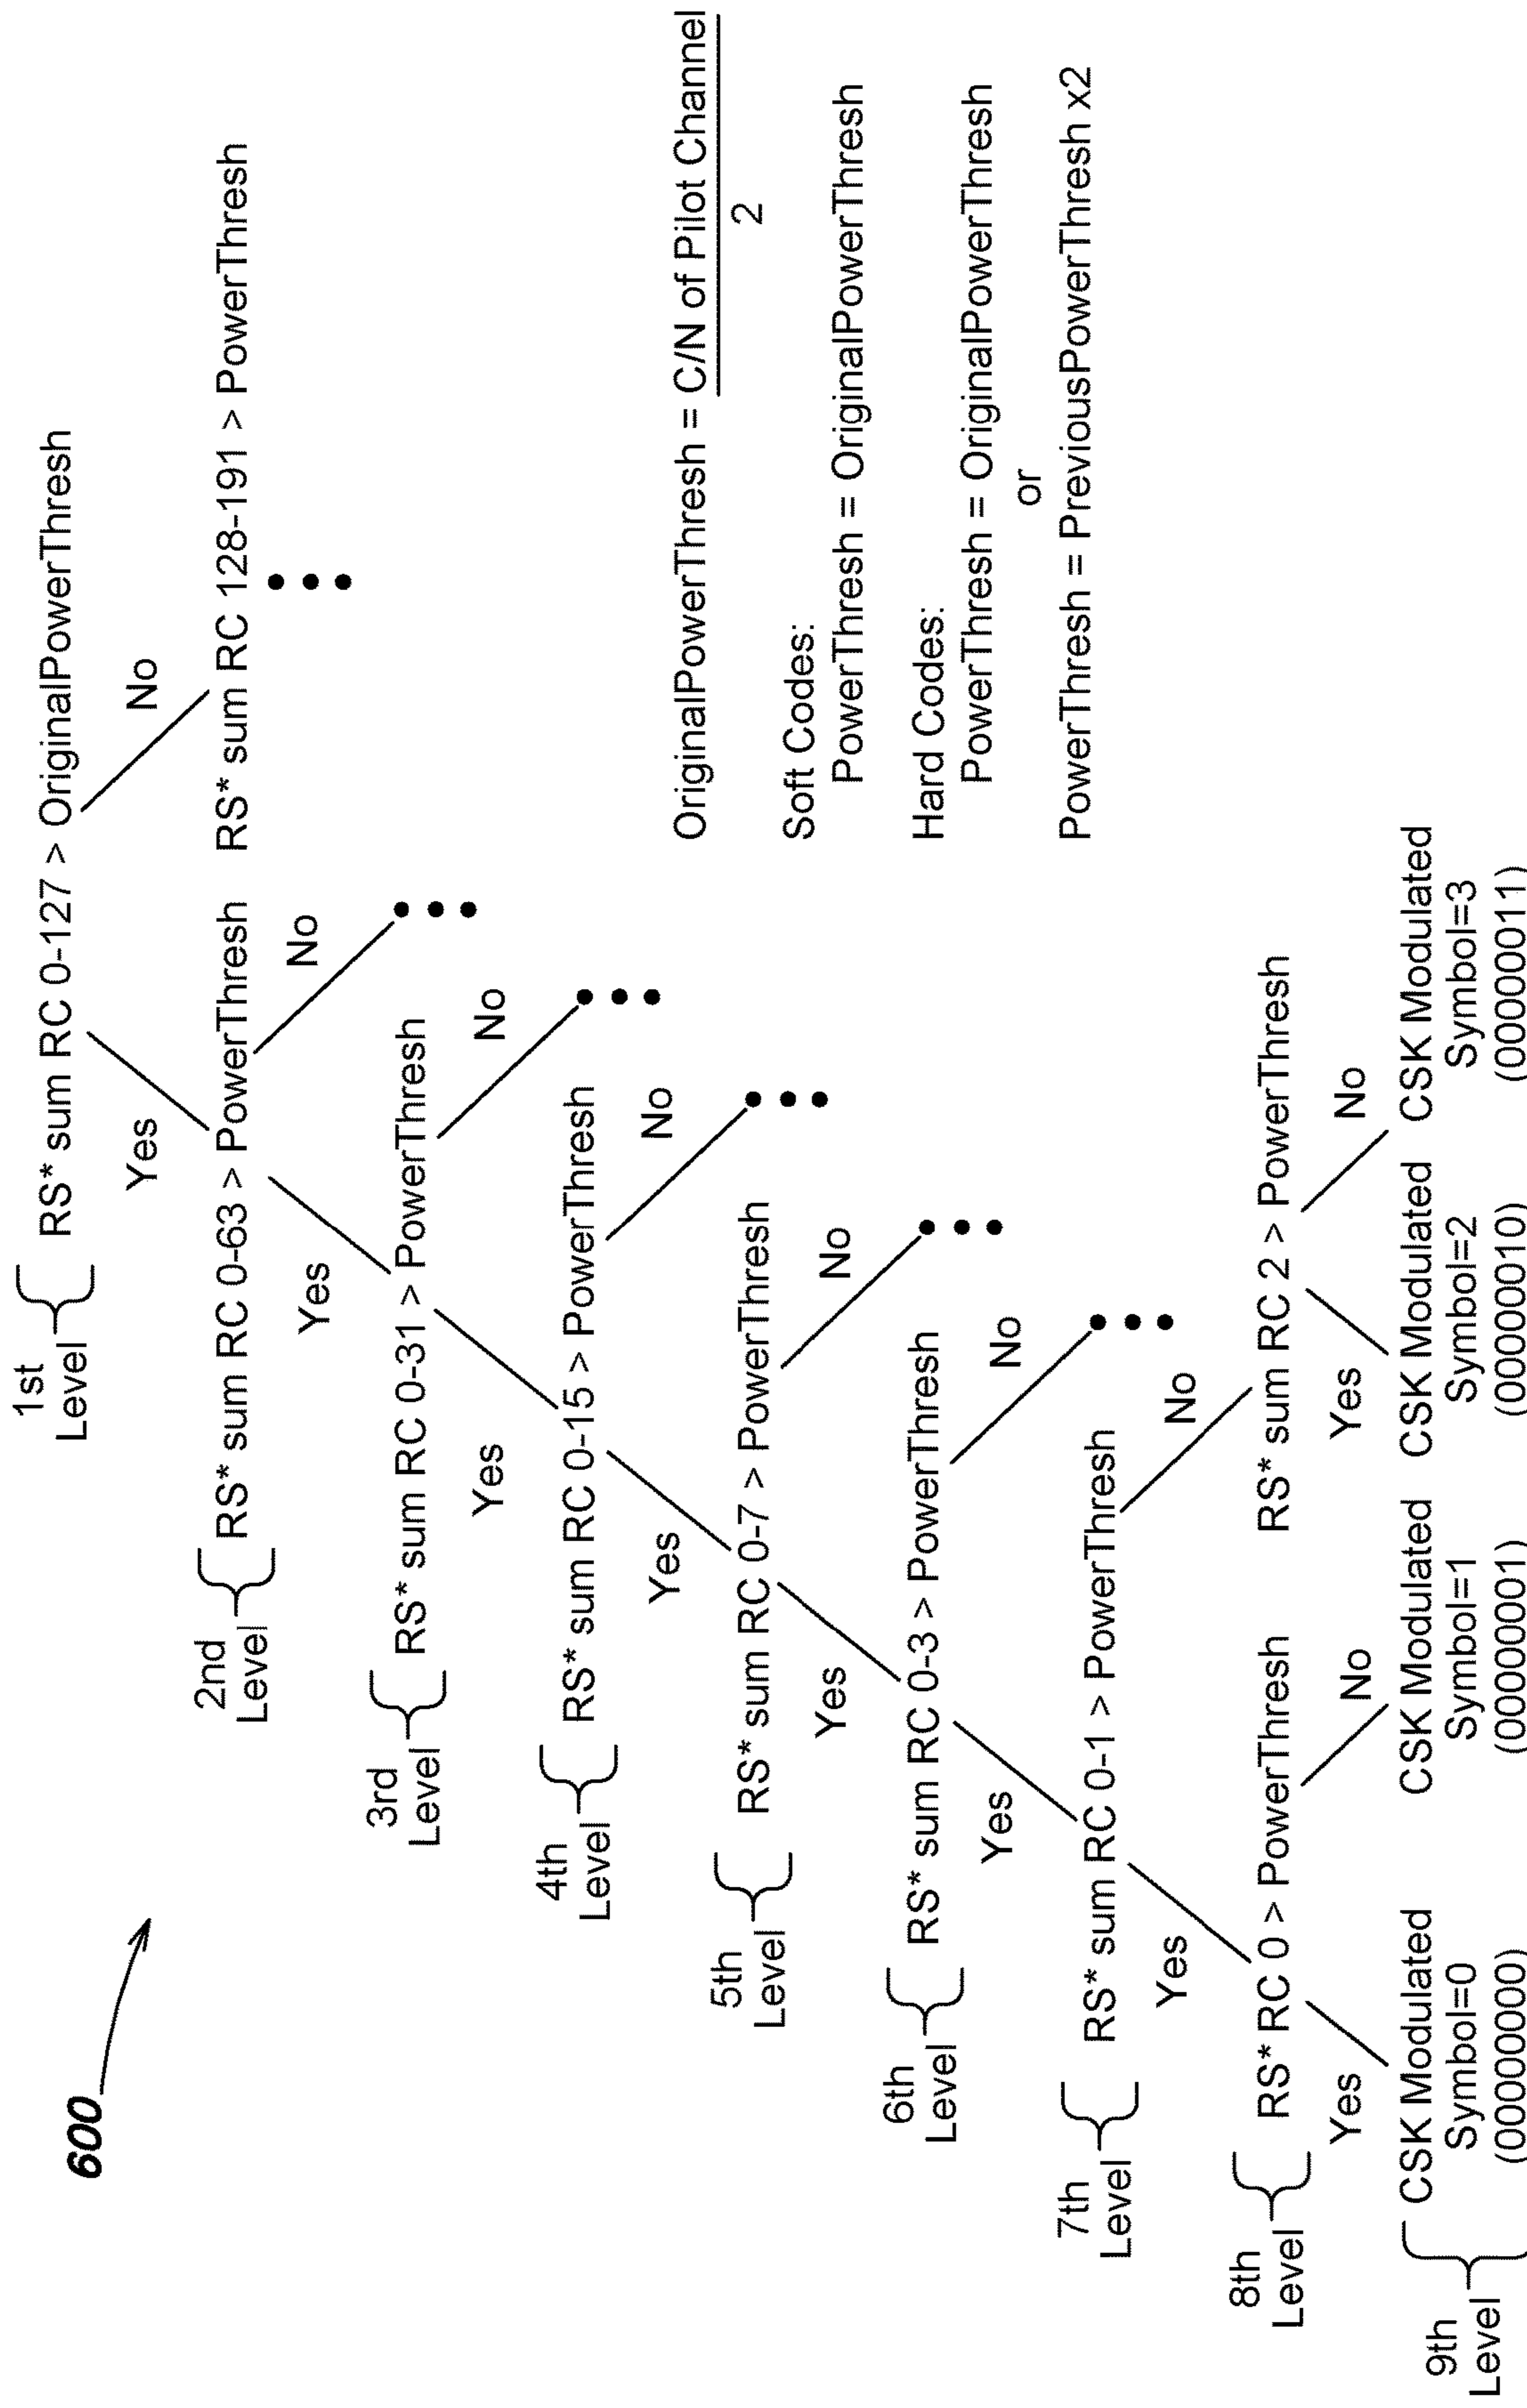 600
1st
Level
RS* sum RC 0-127 > OriginalPowerThresh
Yes
No
2nd
Level
RS* sum RC 0-63 > PowerThresh
RS* sum RC 128-191 > PowerThresh
Yes
No
3rd
Level
RS* sum RC 0-31 > PowerThresh
Yes
No
4th
Level
RS* sum RC 0-15 > PowerThresh
Yes
No
5th
Level
RS* sum RC 0-7 > PowerThresh
Yes
No
6th
Level
RS* sum RC 0-3 > PowerThresh
Yes
No
7th
Level
RS* sum RC 0-1 > PowerThresh
Yes
No
8th
Level
RS* RC 0 > PowerThresh
RS* sum RC 2 > PowerThresh
Yes
No
Yes
No
9th
Level
CSK Modulated
Symbol=0
(00000000)
CSK Modulated
Symbol=1
(00000001)
CSK Modulated
Symbol=2
(00000010)
CSK Modulated
Symbol=3
(00000011)
OriginalPowerThresh = C/N of Pilot Channel
2
Soft Codes:
PowerThresh = OriginalPowerThresh
Hard Codes:
PowerThresh = OriginalPowerThresh
or
PowerThresh = PreviousPowerThresh x2